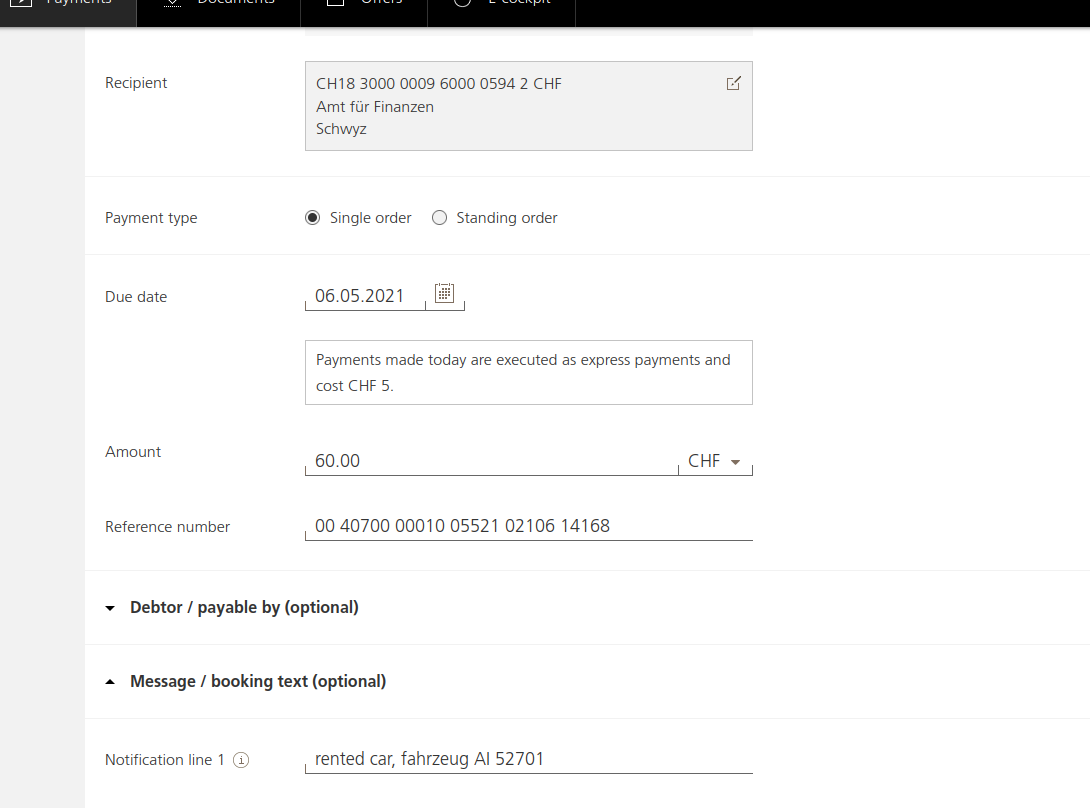 Payments Documents Offers E-cockpit
Recipient
CH18 3000 0009 6000 0594 2 CHF
Amt für Finanzen
Schwyz
Payment type
Single order Standing order
Due date
06.05.2021
Payments made today are executed as express payments and
cost CHF 5.
Amount
60.00 CHF
Reference number
00 40700 00010 05521 02106 14168
Debtor / payable by (optional)
Message / booking text (optional)
Notification line 1
rented car, fahrzeug AI 52701